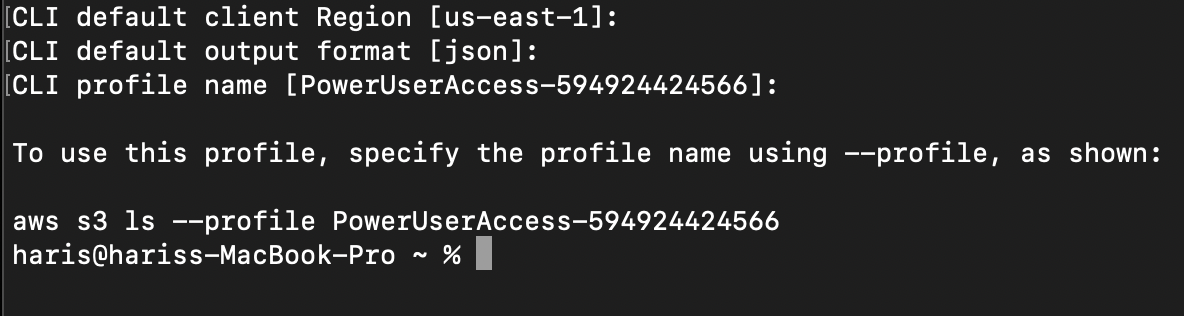 [CLI default client Region [us-east-1]:
[CLI default output format [json]:
[CLI profile name [PowerUserAccess-594924424566]:
To use this profile, specify the profile name using --profile, as shown:
aws s3 ls --profile PowerUserAccess-594924424566
haris@hariss-MacBook-Pro ~ %